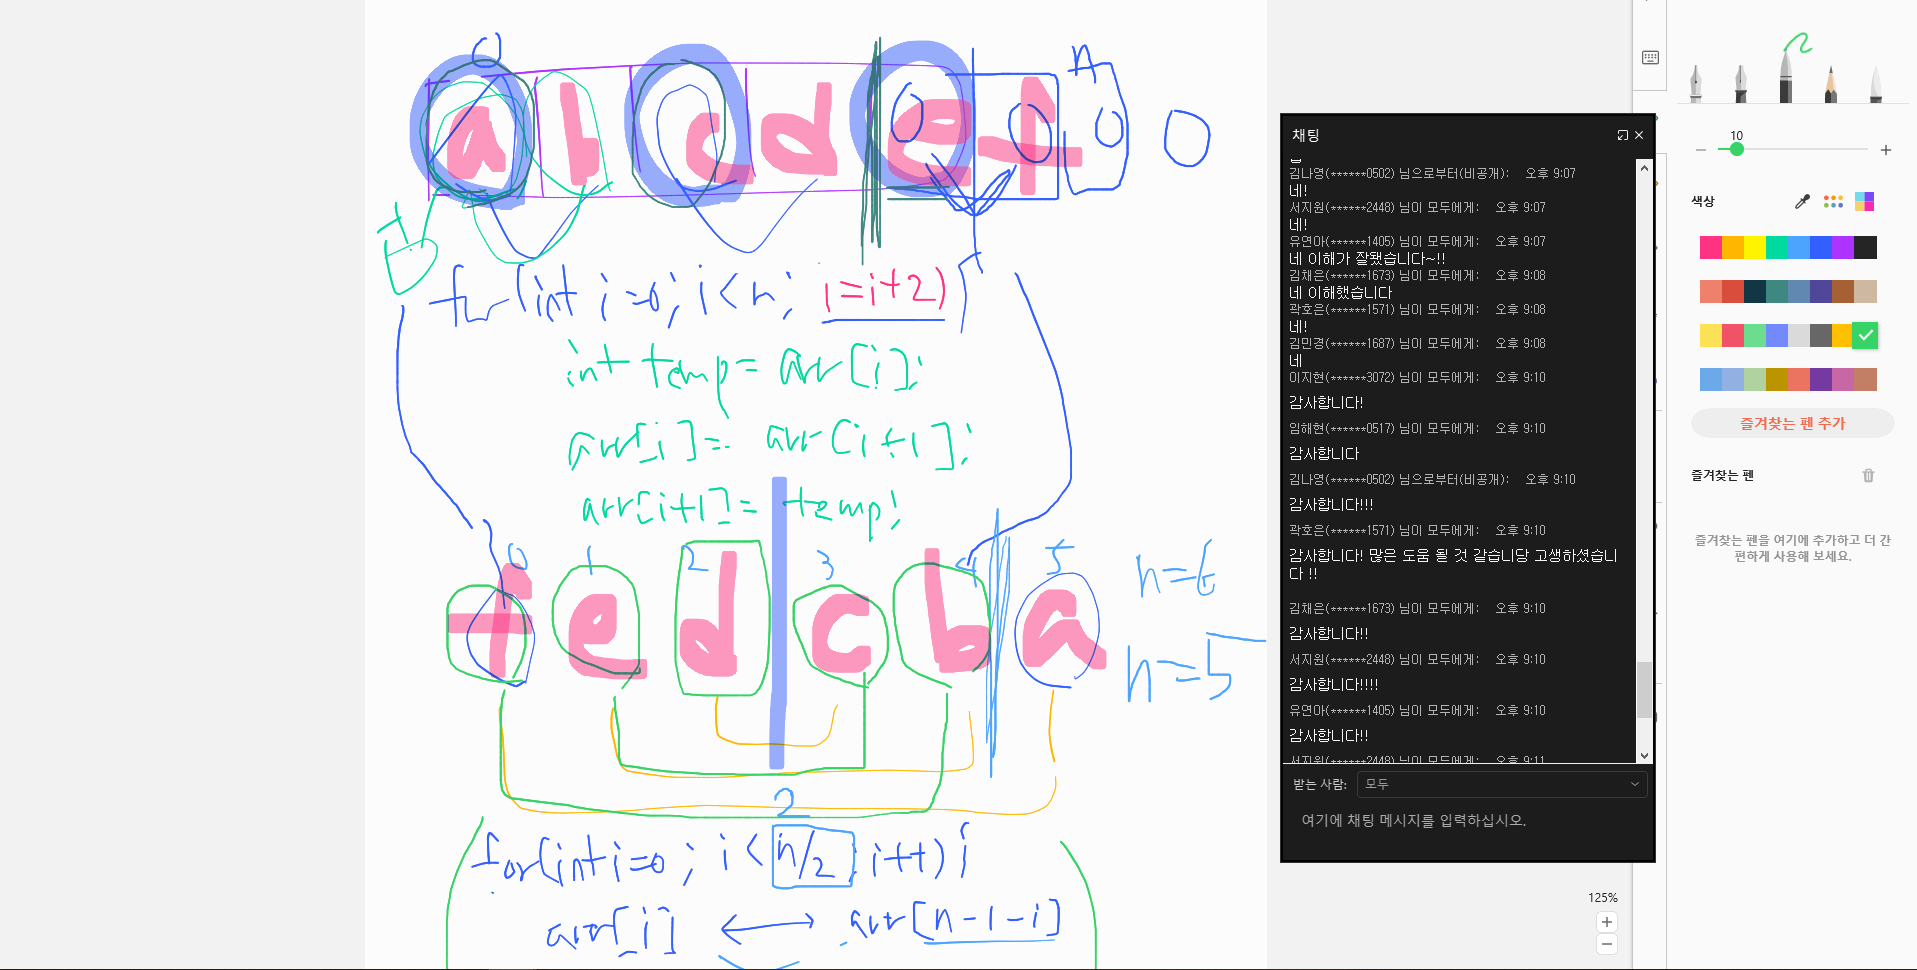 0 n
a b c d e f
0 0 0 0
for(int i=0; i<n; i=i+2){
int temp = arr[i];
arr[i] = arr[i+1];
arr[i+1] = temp;
0 1 2 3 4 5
f e d c b a
n=6
n=5
2
for(int i=0; i<n/2; i++){
arr[i] ↔ arr[n-1-i]
채팅
김나영(******0502) 님으로부터(비공개): 오후 9:07
네!
서지원(******2448) 님이 모두에게: 오후 9:07
네!
유연아(******1405) 님이 모두에게: 오후 9:07
네 이해가 잘됐습니다~!!
김채은(******1673) 님이 모두에게: 오후 9:08
네 이해했습니다
곽호은(******1571) 님이 모두에게: 오후 9:08
네!
김민경(******1687) 님이 모두에게: 오후 9:08
네
이지현(******3072) 님이 모두에게: 오후 9:10
감사합니다!
임해현(******0517) 님이 모두에게: 오후 9:10
감사합니다
김나영(******0502) 님으로부터(비공개): 오후 9:10
감사합니다!!!
곽호은(******1571) 님이 모두에게: 오후 9:10
감사합니다! 많은 도움 될 것 같습니당 고생하셨습니
다 !!
김채은(******1673) 님이 모두에게: 오후 9:10
감사합니다!!
서지원(******2448) 님이 모두에게: 오후 9:10
감사합니다!!!!
유연아(******1405) 님이 모두에게: 오후 9:10
감사합니다!!
서지원(******2448) 님이 모두에게: 오후 9:11
받는 사람: 모두
여기에 채팅 메시지를 입력하십시오.
125%
10
색상
즐겨찾는 펜 추가
즐겨찾는 펜
즐겨찾는 펜을 여기에 추가하고 더 간
편하게 사용해 보세요.